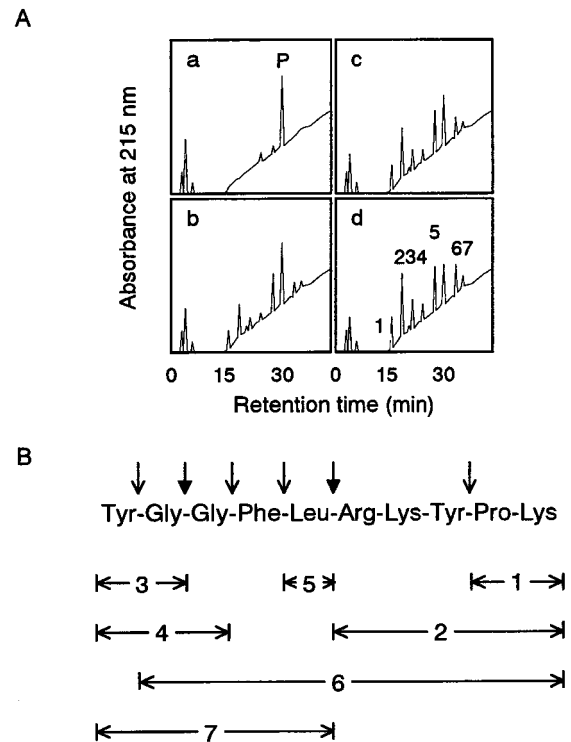 A
a
P
c
b
d
1
234
5
67
Absorbance at 215 nm
0 15 30 0 15 30
Retention time (min)
B
Tyr-Gly-Gly-Phe-Leu-Arg-Lys-Tyr-Pro-Lys
3 5 1
4 2
6
7